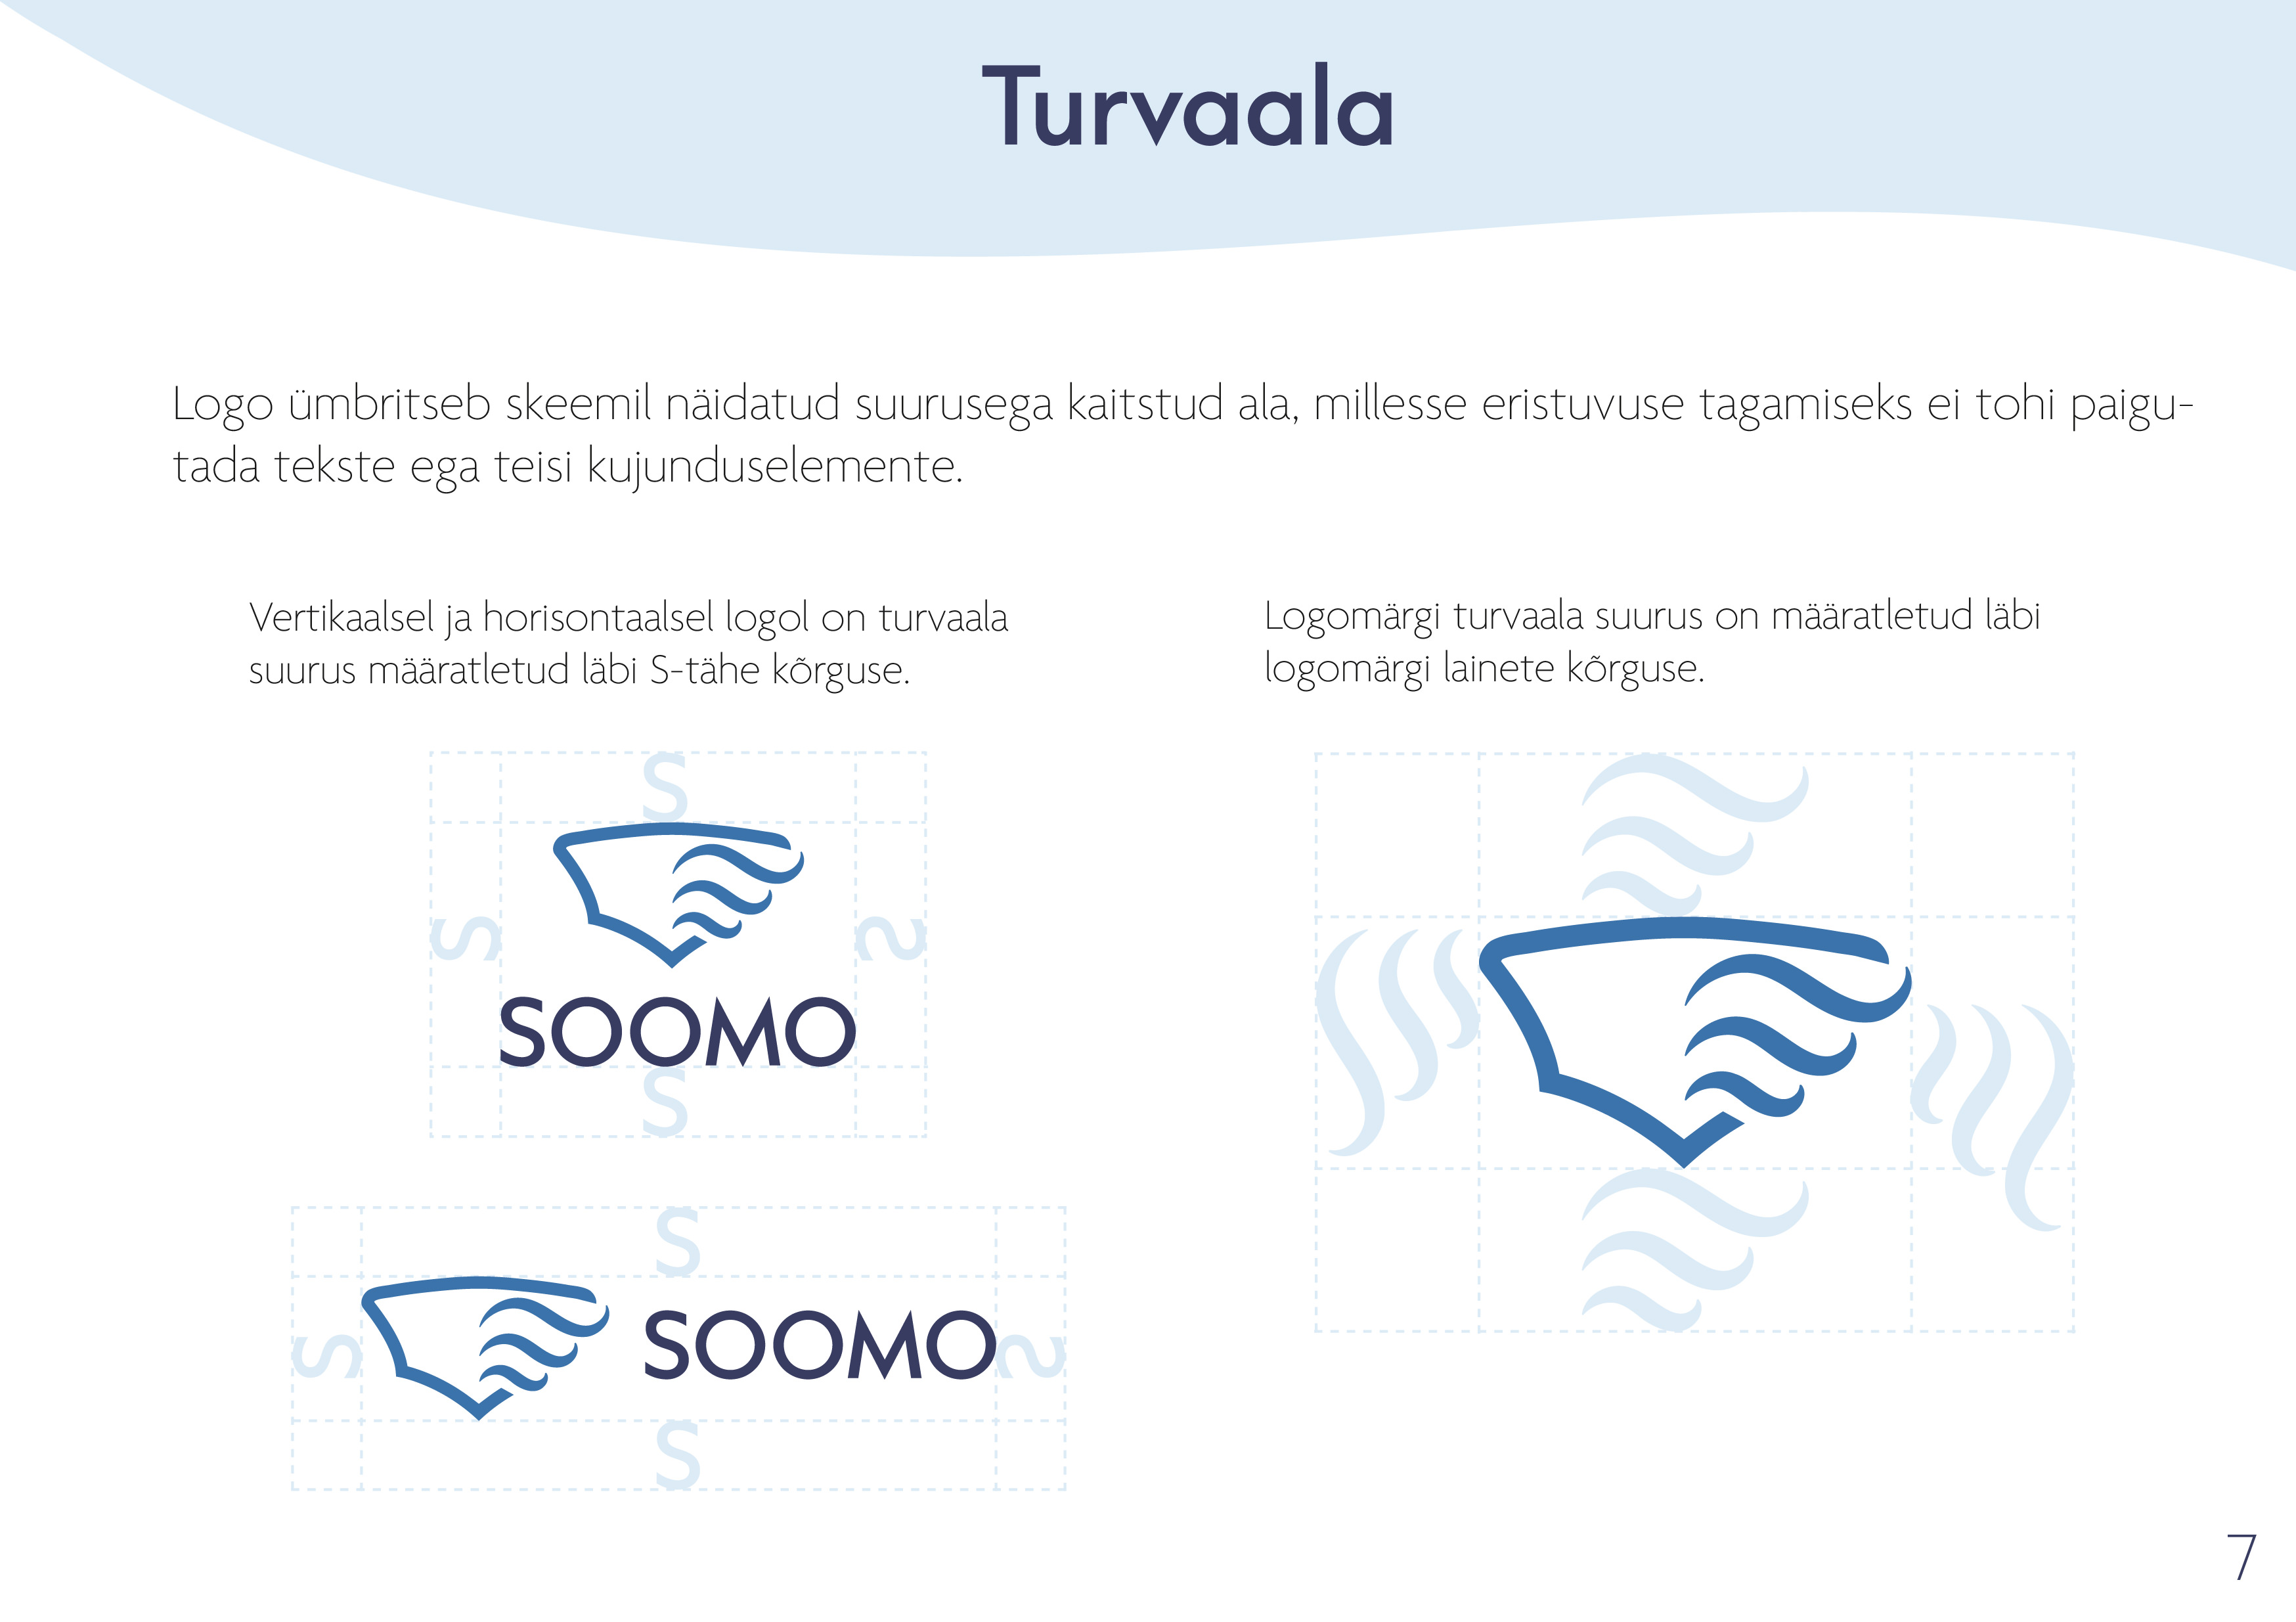 Turvaala
Logo ümbritseb skeemil näidatud suurusega kaitstud ala, millesse eristuvuse tagamiseks ei tohi paigu-
tada tekste ega teisi kujunduselemente.
Vertikaalsel ja horisontaalsel logol on turvaala
suurus määratletud läbi S-tähe kõrguse.
Logomärgi turvaala suurus on määratletud läbi
logomärgi lainete kõrguse.
S
S
S
SOOMO
S
S
S
SOOMO
S
S
7